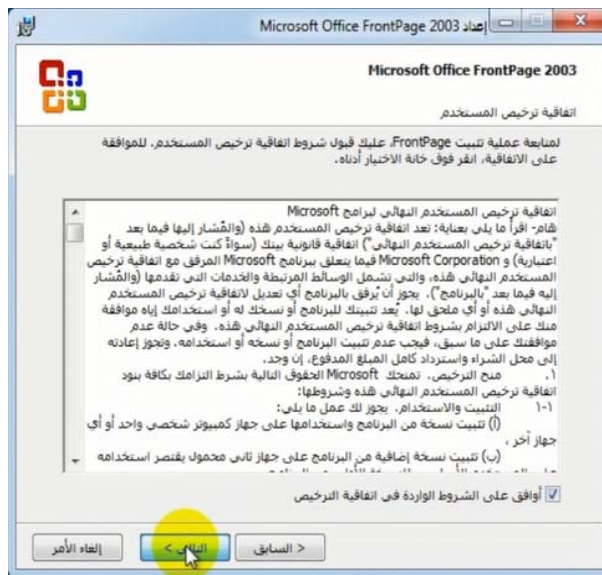 إعداد Microsoft Office FrontPage 2003
Microsoft Office FrontPage 2003
اتفاقية ترخيص المستخدم
لمتابعة عملية تثبيت FrontPage، عليك قبول شروط اتفاقية ترخيص المستخدم. للموافقة
على الاتفاقية، انقر فوق خانة الاختيار أدناه.
اتفاقية ترخيص المستخدم النهائي لبرامج Microsoft
هام- اقرأ ما يلي بعناية: تعد اتفاقية ترخيص المستخدم هذه (والمُشار إليها فيما بعد
"باتفاقية ترخيص المستخدم النهائي") اتفاقية قانونية بينك (سواءً كنت شخصية طبيعية أو
اعتبارية) و Microsoft Corporation فيما يتعلق ببرنامج Microsoft المرفق مع اتفاقية ترخيص
المستخدم النهائي هذه، والتي تشمل الوسائط المرتبطة والخدمات التي تقدمها (والمُشار
إليه فيما بعد "بالبرنامج"). يجوز أن يُرفق بالبرنامج أي تعديل لاتفاقية ترخيص المستخدم
النهائي هذه أو أي ملحق لها. يُعد تثبيتك للبرنامج أو نسخك له أو استخدامك إياه موافقة
منك على الالتزام بشروط اتفاقية ترخيص المستخدم النهائي هذه. وفي حالة عدم
موافقتك على ما سبق، فيجب عدم تثبيت البرنامج أو نسخه أو استخدامه. وتجوز إعادته
إلى محل الشراء واسترداد كامل المبلغ المدفوع، إن وجد.
١. منح الترخيص. تمنحك Microsoft الحقوق التالية بشرط التزامك بكافة بنود
اتفاقية ترخيص المستخدم النهائي هذه وشروطها:
١-١ التثبيت والاستخدام. يجوز لك عمل ما يلي:
(أ) تثبيت نسخة من البرنامج واستخدامها على جهاز كمبيوتر شخصي واحد أو أي
جهاز آخر ،
(ب) تثبيت نسخة إضافية من البرنامج على جهاز ثاني محمول يقتصر استخدامه
أوافق على الشروط الواردة في اتفاقية الترخيص
< السابق
التالي >
إلغاء الأمر